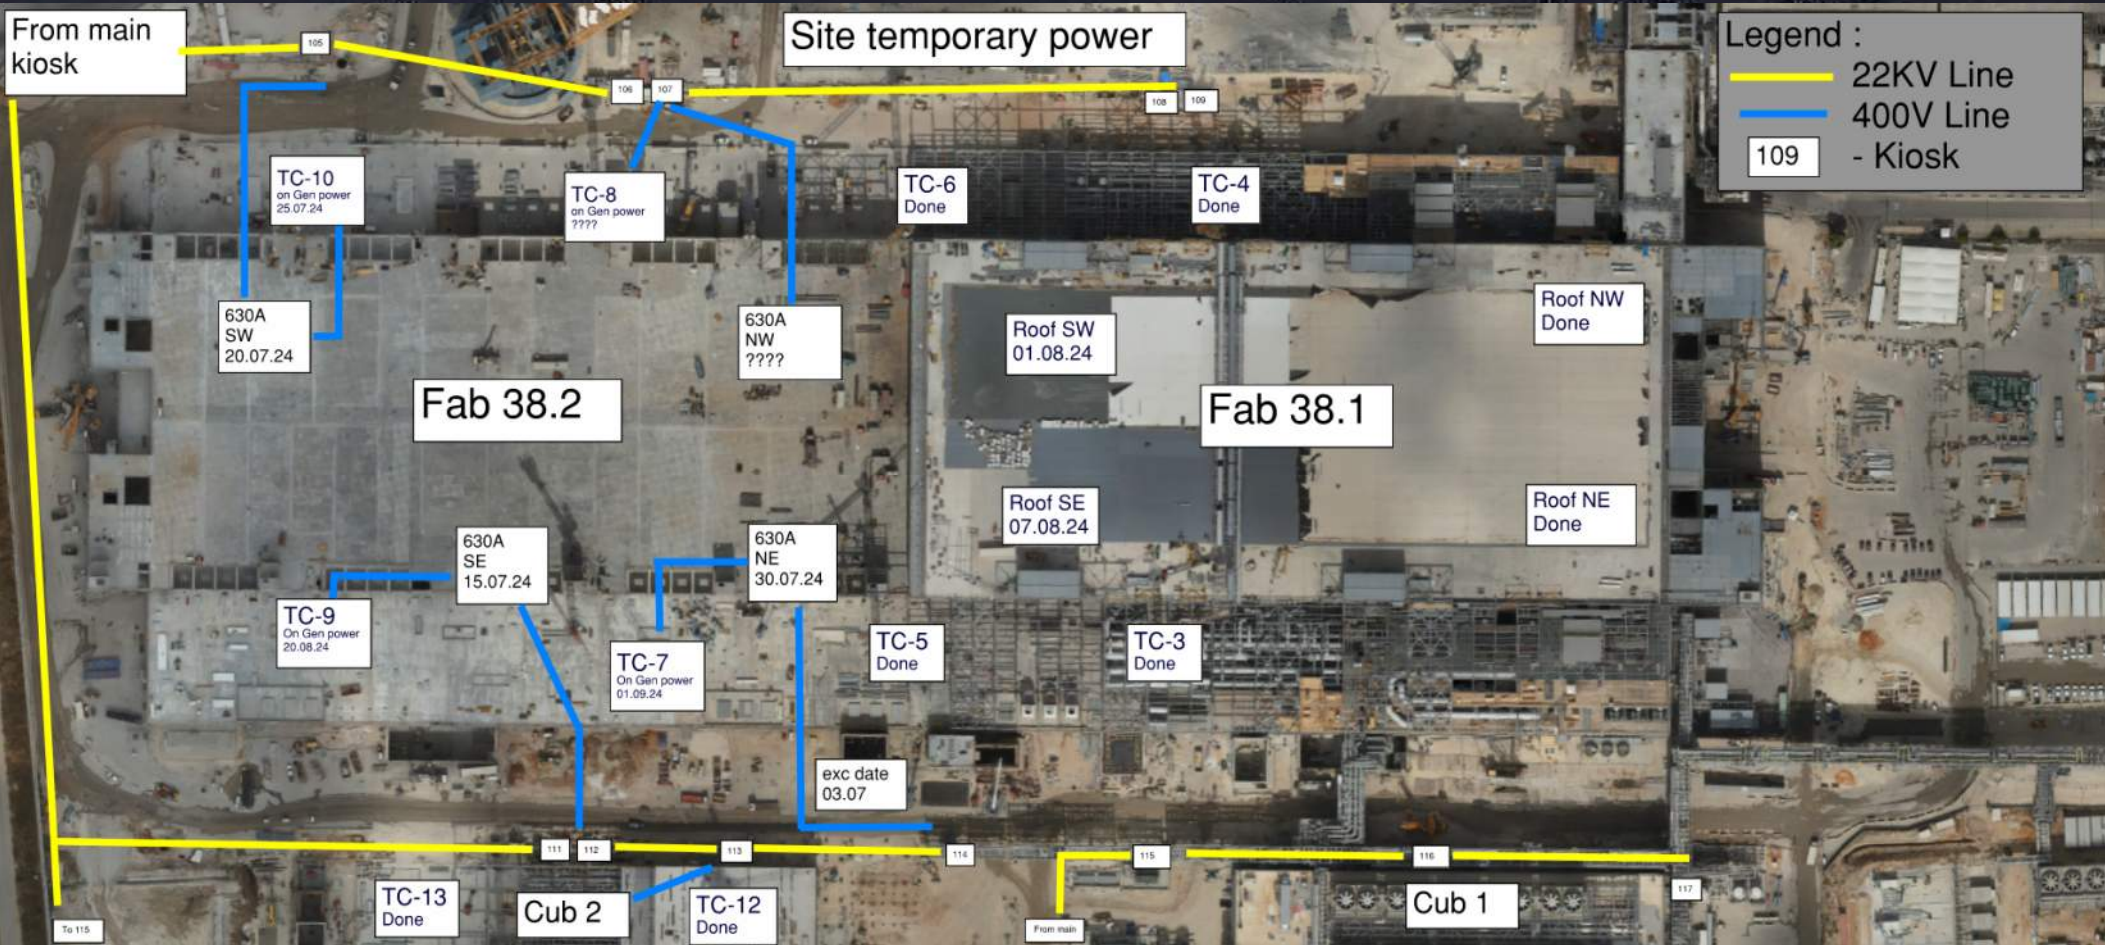 From main
kiosk
105
Site temporary power
Legend :
22KV Line
400V Line
109
- Kiosk
106
107
108
109
TC-10
on Gen power
25.07.24
TC-8
on Gen power
????
TC-6
Done
TC-4
Done
630A
SW
20.07.24
630A
NW
????
Roof SW
01.08.24
Roof NW
Done
Fab 38.2
Fab 38.1
Roof SE
07.08.24
Roof NE
Done
630A
SE
15.07.24
630A
NE
30.07.24
TC-9
On Gen power
20.08.24
TC-7
On Gen power
01.09.24
TC-5
Done
TC-3
Done
exc date
03.07
111
112
113
114
115
116
117
TC-13
Done
Cub 2
TC-12
Done
Cub 1
To 115
From main